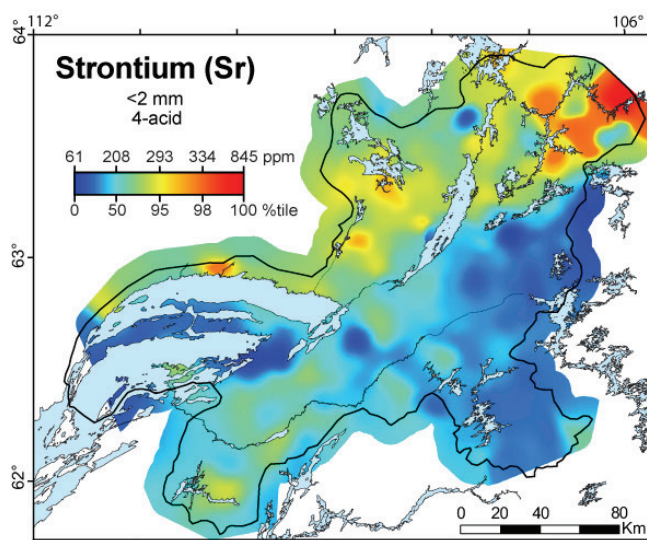 112°
106°
64°
Strontium (Sr)
<2 mm
4-acid
61 208 293 334 845 ppm
0 50 95 98 100 %tile
63°
62°
0 20 40 60 80
Km